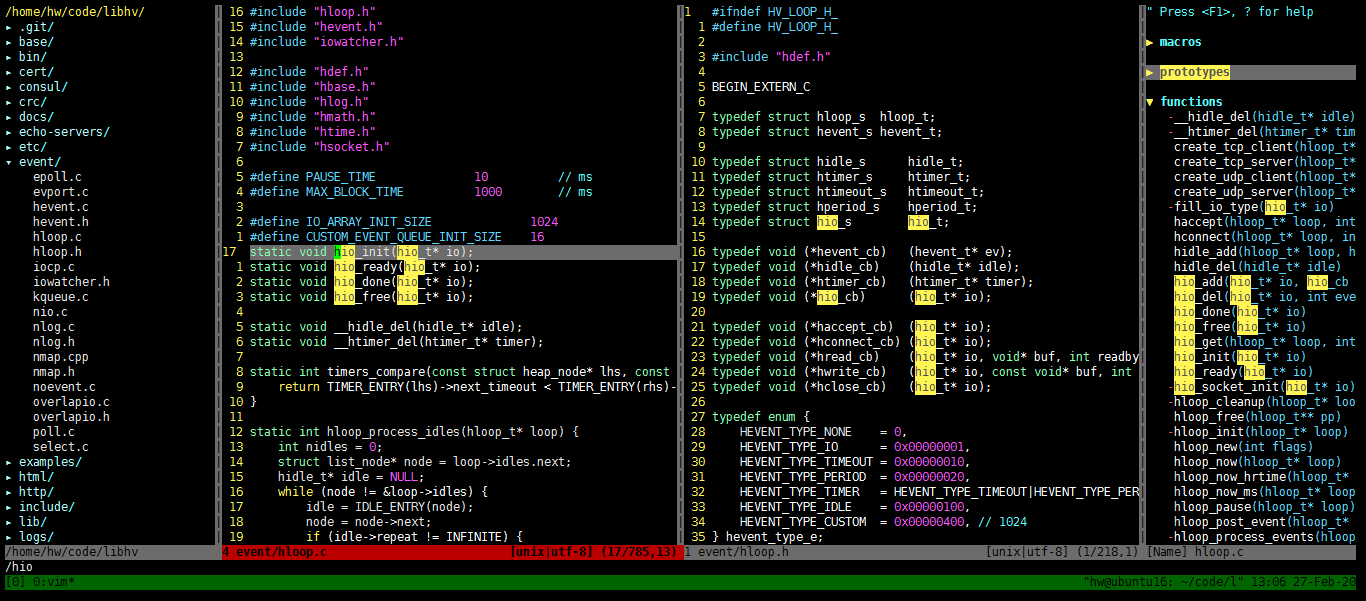 /home/hw/code/libhv/
▸ .git/
▸ base/
▸ bin/
▸ cert/
▸ consul/
▸ crc/
▸ docs/
▸ echo-servers/
▸ etc/
▾ event/
epoll.c
evport.c
hevent.c
hevent.h
hloop.c
hloop.h
iocp.c
iowatcher.h
kqueue.c
nio.c
nlog.c
nlog.h
nmap.cpp
nmap.h
noevent.c
overlapio.c
overlapio.h
poll.c
select.c
▸ examples/
▸ html/
▸ http/
▸ include/
▸ lib/
▸ logs/
/home/hw/code/libhv
16 #include "hloop.h"
15 #include "hevent.h"
14 #include "iowatcher.h"
13
12 #include "hdef.h"
11 #include "hbase.h"
10 #include "hlog.h"
9 #include "hmath.h"
8 #include "htime.h"
7 #include "hsocket.h"
6
5 #define PAUSE_TIME 10 // ms
4 #define MAX_BLOCK_TIME 1000 // ms
3
2 #define IO_ARRAY_INIT_SIZE 1024
1 #define CUSTOM_EVENT_QUEUE_INIT_SIZE 16
17 static void hio_init(hio_t* io);
1 static void hio_ready(hio_t* io);
2 static void hio_done(hio_t* io);
3 static void hio_free(hio_t* io);
4
5 static void __hidle_del(hidle_t* idle);
6 static void __htimer_del(htimer_t* timer);
7
8 static int timers_compare(const struct heap_node* lhs, const
9 return TIMER_ENTRY(lhs)->next_timeout < TIMER_ENTRY(rhs)-
10 }
11
12 static int hloop_process_idles(hloop_t* loop) {
13 int nidles = 0;
14 struct list_node* node = loop->idles.next;
15 hidle_t* idle = NULL;
16 while (node != &loop->idles) {
17 idle = IDLE_ENTRY(node);
18 node = node->next;
19 if (idle->repeat != INFINITE) {
4 event/hloop.c [unix|utf-8] (17/785,13)
1 #ifndef HV_LOOP_H_
1 #define HV_LOOP_H_
2
3 #include "hdef.h"
4
5 BEGIN_EXTERN_C
6
7 typedef struct hloop_s hloop_t;
8 typedef struct hevent_s hevent_t;
9
10 typedef struct hidle_s hidle_t;
11 typedef struct htimer_s htimer_t;
12 typedef struct htimeout_s htimeout_t;
13 typedef struct hperiod_s hperiod_t;
14 typedef struct hio_s hio_t;
15
16 typedef void (*hevent_cb) (hevent_t* ev);
17 typedef void (*hidle_cb) (hidle_t* idle);
18 typedef void (*htimer_cb) (htimer_t* timer);
19 typedef void (*hio_cb) (hio_t* io);
20
21 typedef void (*haccept_cb) (hio_t* io);
22 typedef void (*hconnect_cb) (hio_t* io);
23 typedef void (*hread_cb) (hio_t* io, void* buf, int readby
24 typedef void (*hwrite_cb) (hio_t* io, const void* buf, int
25 typedef void (*hclose_cb) (hio_t* io);
26
27 typedef enum {
28 HEVENT_TYPE_NONE = 0,
29 HEVENT_TYPE_IO = 0x00000001,
30 HEVENT_TYPE_TIMEOUT = 0x00000010,
31 HEVENT_TYPE_PERIOD = 0x00000020,
32 HEVENT_TYPE_TIMER = HEVENT_TYPE_TIMEOUT|HEVENT_TYPE_PER
33 HEVENT_TYPE_IDLE = 0x00000100,
34 HEVENT_TYPE_CUSTOM = 0x00000400, // 1024
35 } hevent_type_e;
1 event/hloop.h [unix|utf-8] (1/218,1)
" Press <F1>, ? for help
▶ macros
▶ prototypes
▼ functions
-__hidle_del(hidle_t* idle)
-__htimer_del(htimer_t* tim
create_tcp_client(hloop_t*
create_tcp_server(hloop_t*
create_udp_client(hloop_t*
create_udp_server(hloop_t*
-fill_io_type(hio_t* io)
haccept(hloop_t* loop, int
hconnect(hloop_t* loop, in
hidle_add(hloop_t* loop, h
hidle_del(hidle_t* idle)
hio_add(hio_t* io, hio_cb
hio_del(hio_t* io, int eve
hio_done(hio_t* io)
hio_free(hio_t* io)
hio_get(hloop_t* loop, int
hio_init(hio_t* io)
hio_ready(hio_t* io)
-hio_socket_init(hio_t* io)
-hloop_cleanup(hloop_t* loo
hloop_free(hloop_t** pp)
-hloop_init(hloop_t* loop)
hloop_new(int flags)
hloop_now(hloop_t* loop)
hloop_now_hrtime(hloop_t*
hloop_now_ms(hloop_t* loop
hloop_pause(hloop_t* loop)
hloop_post_event(hloop_t*
-hloop_process_events(hloop
[Name] hloop.c
/hio
[0] 0:vim* "hw@ubuntu16: ~/code/l" 13:06 27-Feb-20